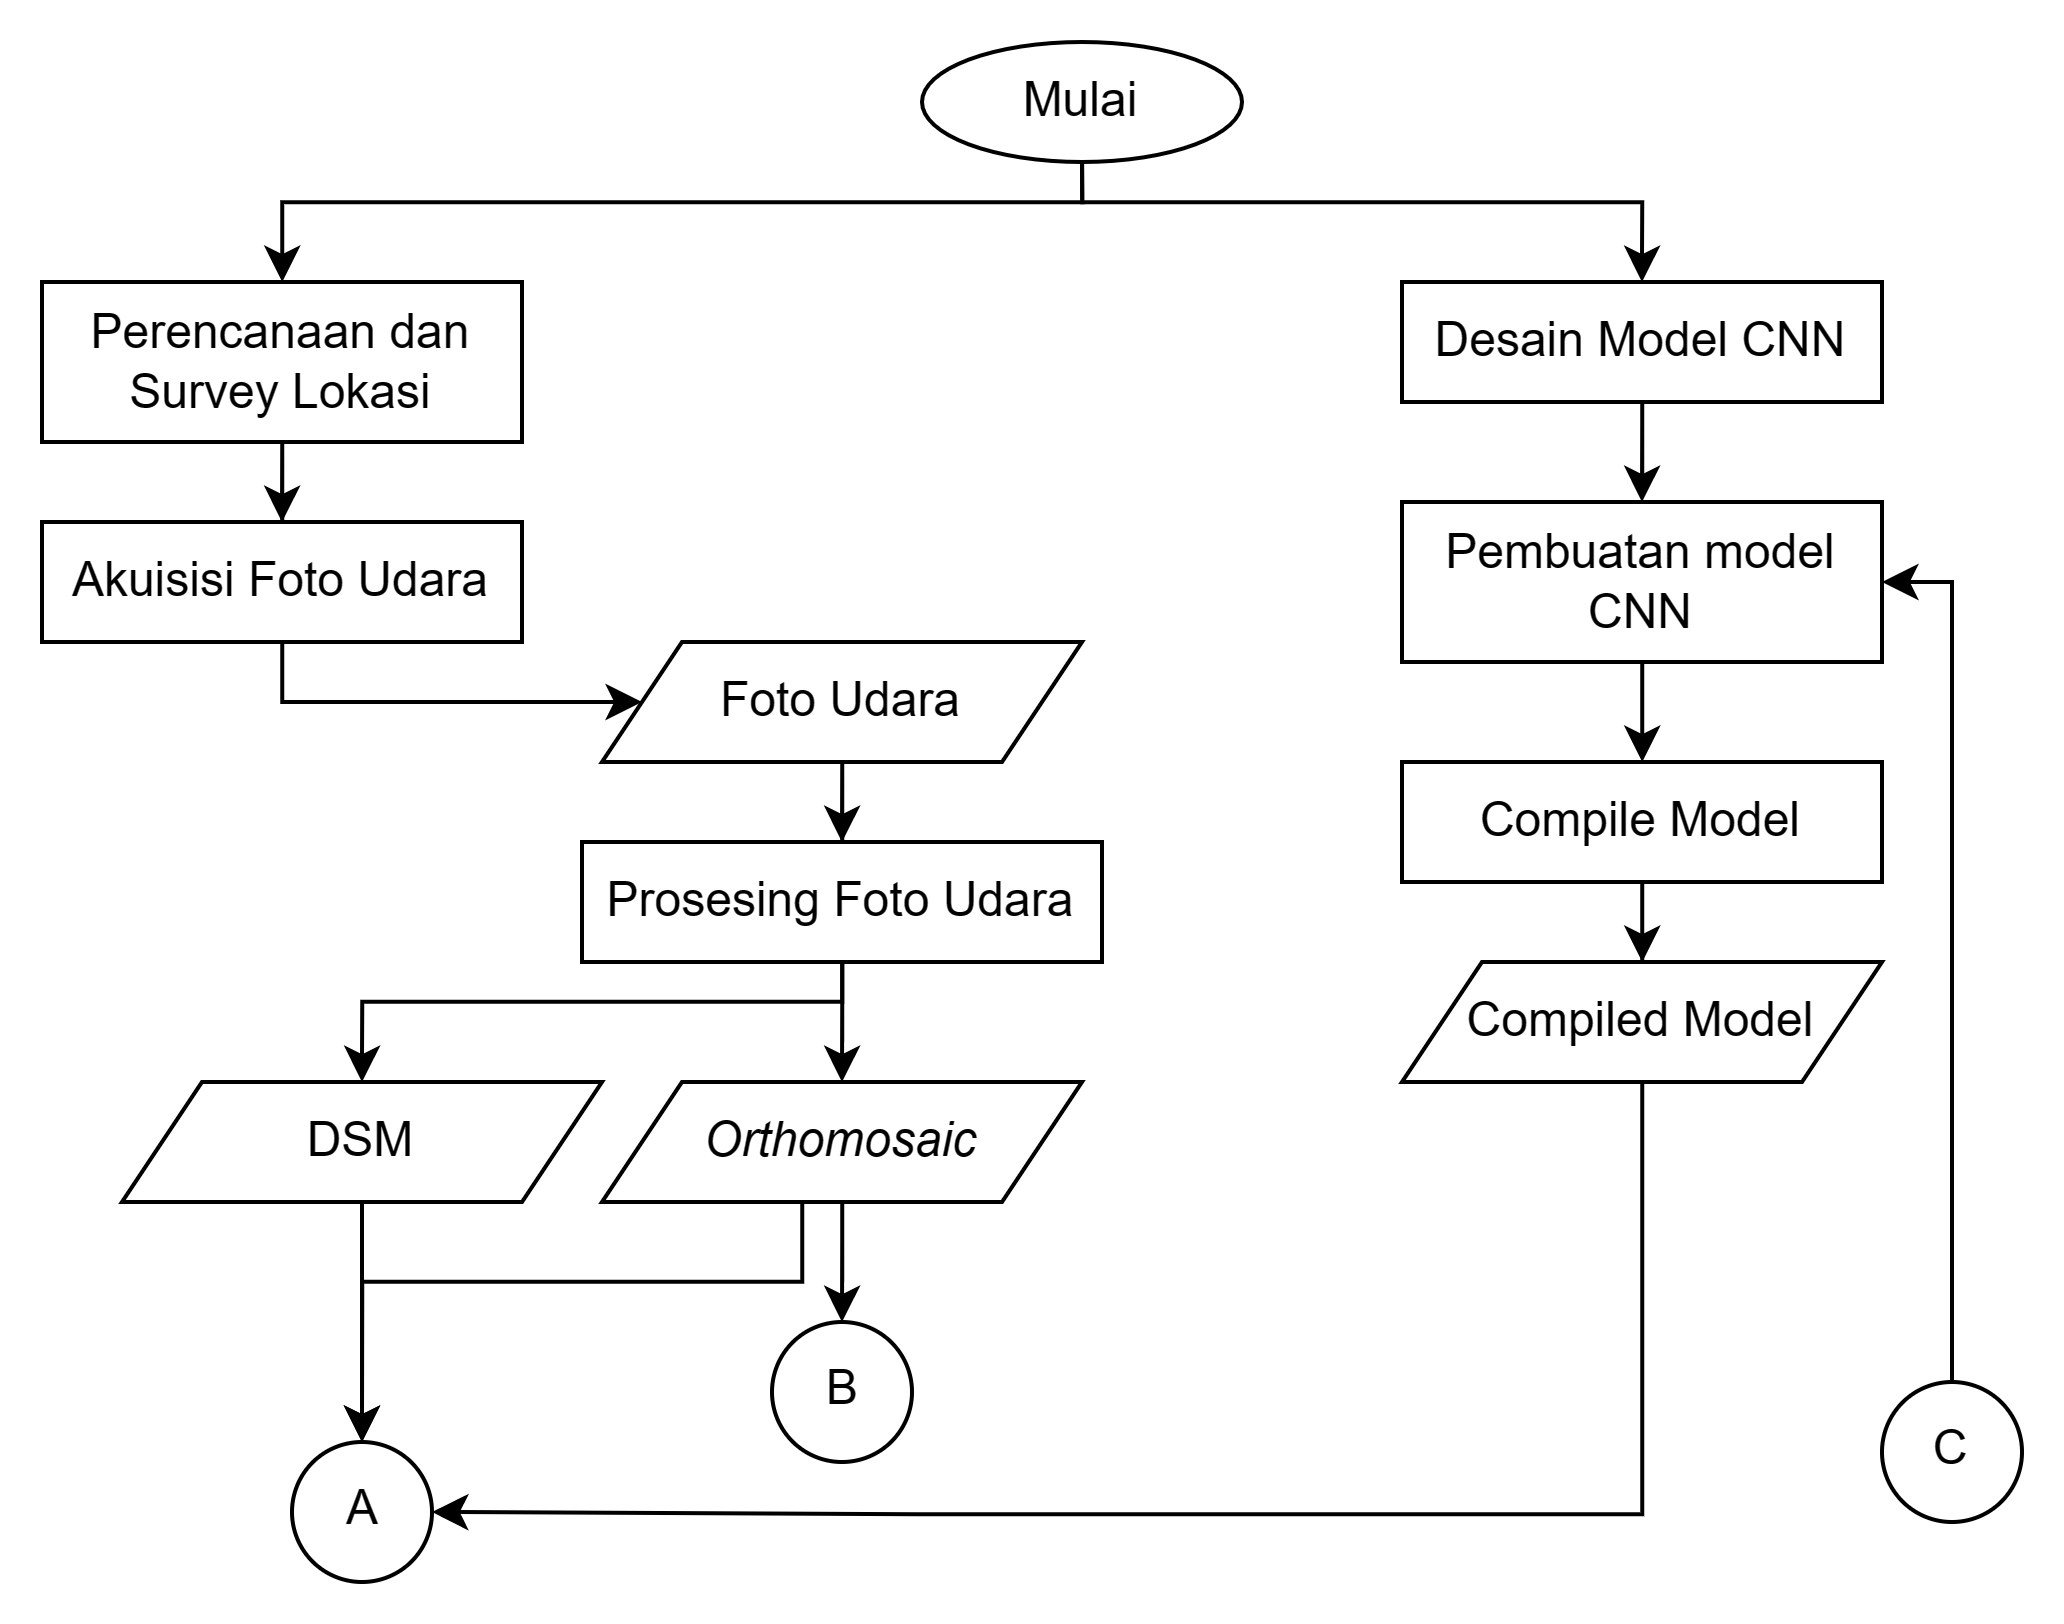 Mulai
Perencanaan dan
Survey Lokasi
Desain Model CNN
Akuisisi Foto Udara
Pembuatan model
CNN
Foto Udara
Compile Model
Prosesing Foto Udara
Compiled Model
DSM
Orthomosaic
B
C
A